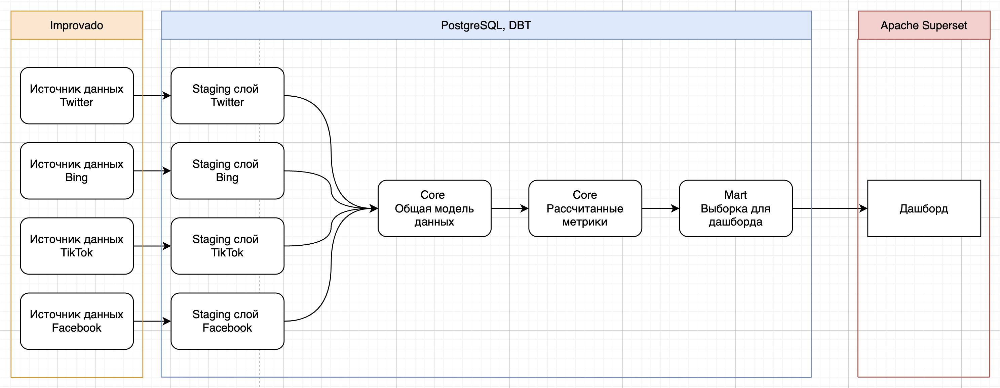 Improvado
PostgreSQL, DBT
Apache Superset
Источник данных
Twitter
Staging слой
Twitter
Источник данных
Bing
Staging слой
Bing
Core
Общая модель
данных
Core
Рассчитанные
метрики
Mart
Выборка для
дашборда
Дашборд
Источник данных
TikTok
Staging слой
TikTok
Источник данных
Facebook
Staging слой
Facebook